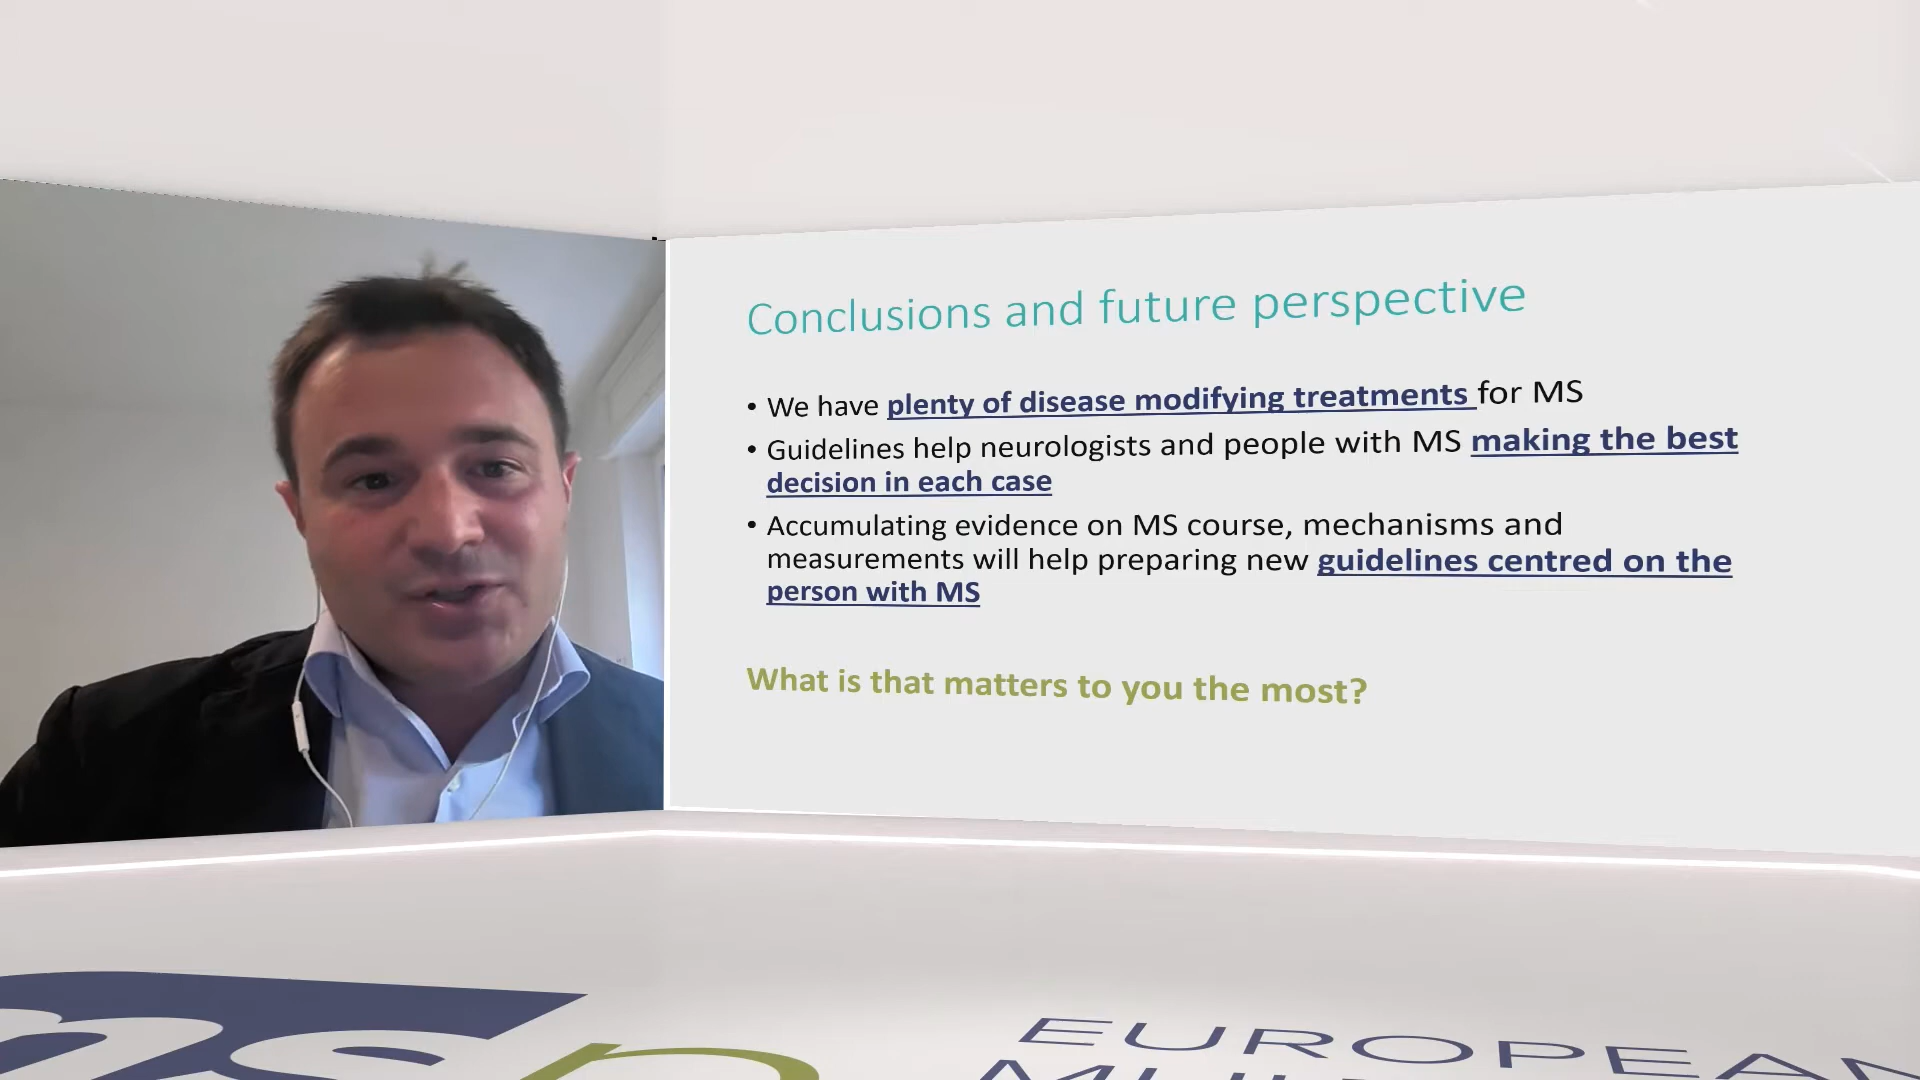 Conclusions and future perspective
• We have plenty of disease modifying treatments for MS
• Guidelines help neurologists and people with MS making the best
decision in each case
• Accumulating evidence on MS course, mechanisms and
measurements will help preparing new guidelines centred on the
person with MS
What is that matters to you the most?
EUROPEAN